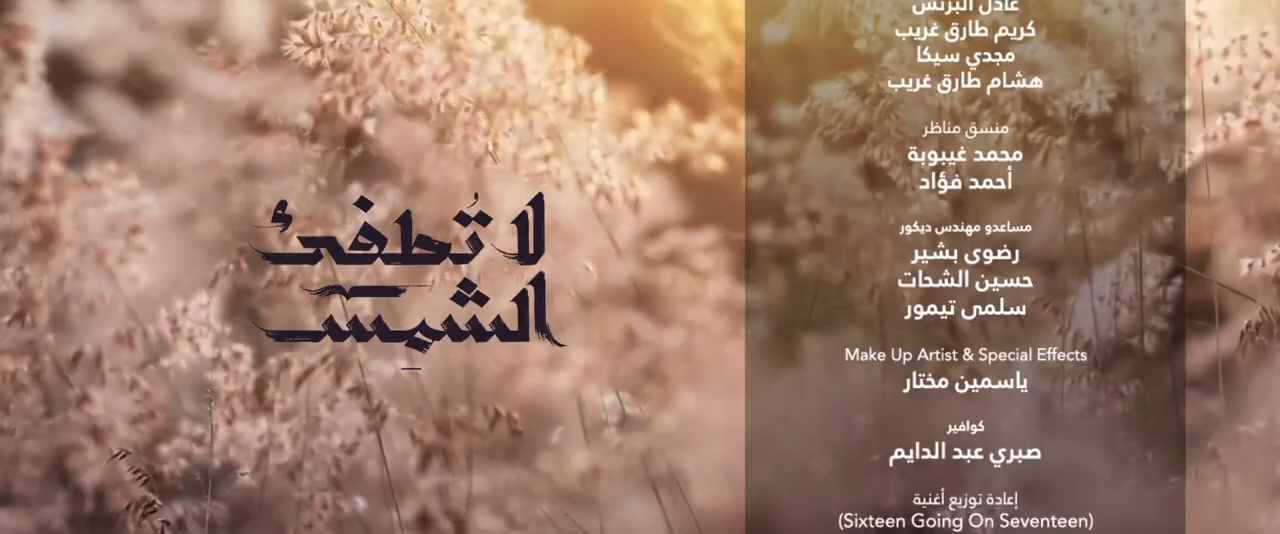 لا تُطفئ
الشمسِ
عادل البرنس
كريم طارق غريب
مجدي سيكا
هشام طارق غريب
منسق مناظر
محمد غيبوبة
أحمد فؤاد
مساعدو مهندس ديكور
رضوى بشير
حسين الشحات
سلمى تيمور
Make Up Artist & Special Effects
ياسمين مختار
كوافير
صبري عبد الدايم
إعادة توزيع أغنية
(Sixteen Going On Seventeen)